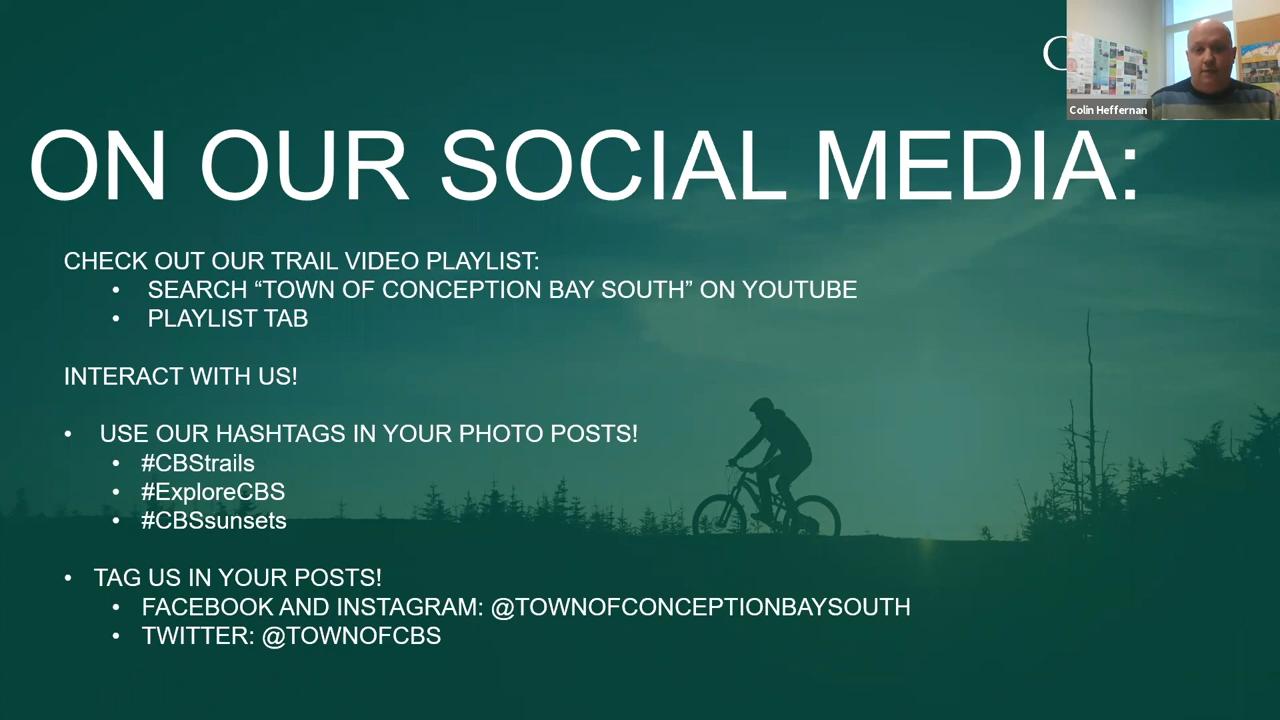 ON OUR SOCIAL MEDIA:
Colin Heffernan
CHECK OUT OUR TRAIL VIDEO PLAYLIST:
• SEARCH “TOWN OF CONCEPTION BAY SOUTH” ON YOUTUBE
• PLAYLIST TAB
INTERACT WITH US!
• USE OUR HASHTAGS IN YOUR PHOTO POSTS!
• #CBStrails
• #ExploreCBS
• #CBSsunsets
• TAG US IN YOUR POSTS!
• FACEBOOK AND INSTAGRAM: @TOWNOFCONCEPTIONBAYSOUTH
• TWITTER: @TOWNOFCBS